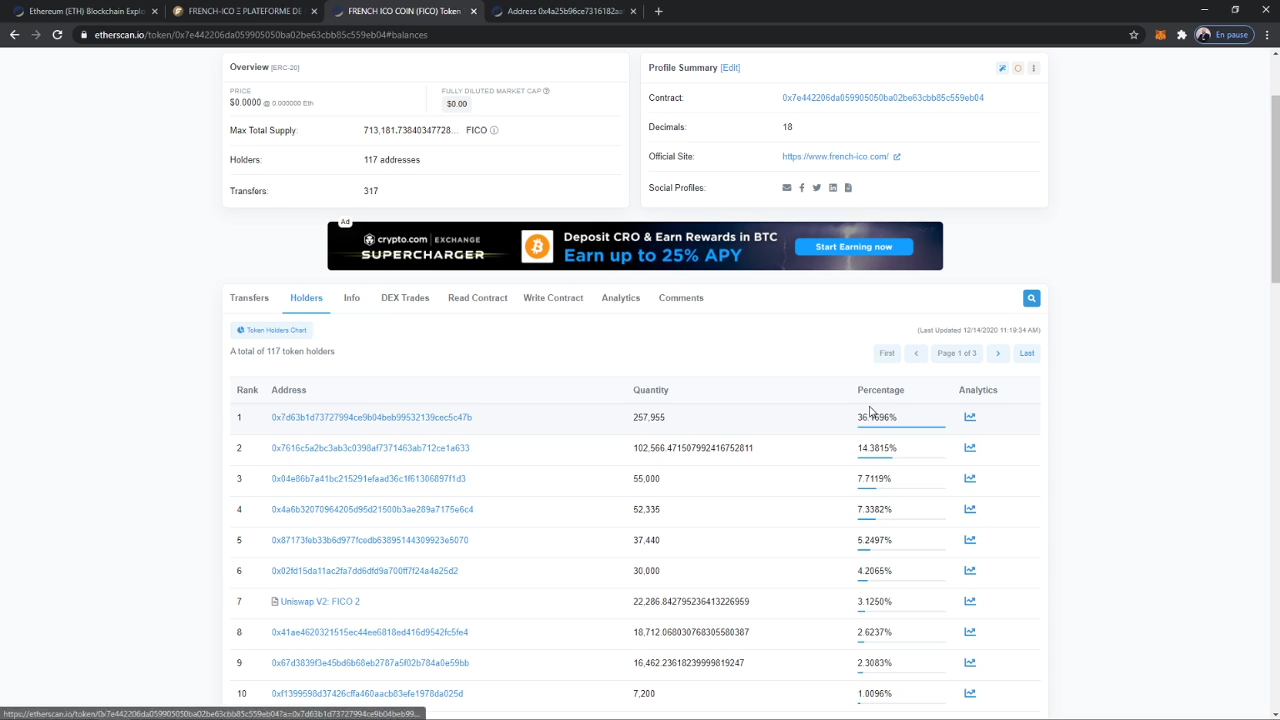 Ethereum (ETH) Blockchain Exp
FRENCH-ICO E PLATEFORME DE
FRENCH ICO COIN (FICO) Token
Address 0x4a25b96ce7316182a
etherscan.io/token/0x7e442206da059905050ba02be63cbb85c559eb04#balances
En pause
Overview [ERC-20]
PRICE
$0.0000 @ 0.000000 Eth
FULLY DILUTED MARKET CAP
$0.00
Max Total Supply: 713,181.73840347728... FICO
Holders: 117 addresses
Transfers: 317
Profile Summary [Edit]
Contract: 0x7e442206da059905050ba02be63cbb85c559eb04
Decimals: 18
Official Site: https://www.french-ico.com/
Social Profiles:
Ad
crypto.com | EXCHANGE
SUPERCHARGER
Deposit CRO & Earn Rewards in BTC
Earn up to 25% APY
Start Earning now
Transfers Holders Info DEX Trades Read Contract Write Contract Analytics Comments
Token Holders Chart
(Last Updated 12/14/2020 11:19:34 AM)
A total of 117 token holders
First < Page 1 of 3 > Last
Rank Address Quantity Percentage Analytics
1 0x7d63b1d73727994ce9b04beb99532139cec5c47b 257,955
2 0x7616c5a2bc3ab3c0398af7371463ab712ce1a633 102,566.471507992416752811 14.3815%
3 0x04e86b7a41bc215291efaad36c1f61306897f1d3 55,000 7.7119%
4 0x4a6b32070964205d95d21500b3ae289a7175e6c4 52,335 7.3382%
5 0x87173feb33b6d977fcedb63895144309923e5070 37,440 5.2497%
6 0x02fd15da11ac2fa7dd6dfd9a700ff7f24a4a25d2 30,000 4.2065%
7 Uniswap V2: FICO 2 22,286.842795236413226959 3.1250%
8 0x41ae4620321515ec44ee6818ed416d9542fc5fe4 18,712.068030768305580387 2.6237%
9 0x67d3839f3e45bd6b68eb2787a5f02b784a0e59bb 16,462.23618239999819247 2.3083%
10 0xf1399598d37426cffa460aacb83efe1978da025d 7,200 1.0096%
https://etherscan.io/token/0x7e442206da059905050ba02be63cbb85c559eb04?a=0x7d63b1d73727994ce9b04beb99...